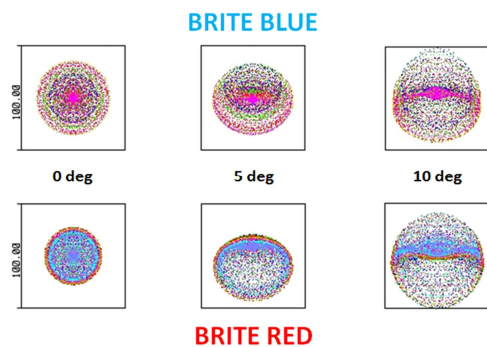 BRITE BLUE
100.00
0 deg 5 deg 10 deg
100.00
BRITE RED